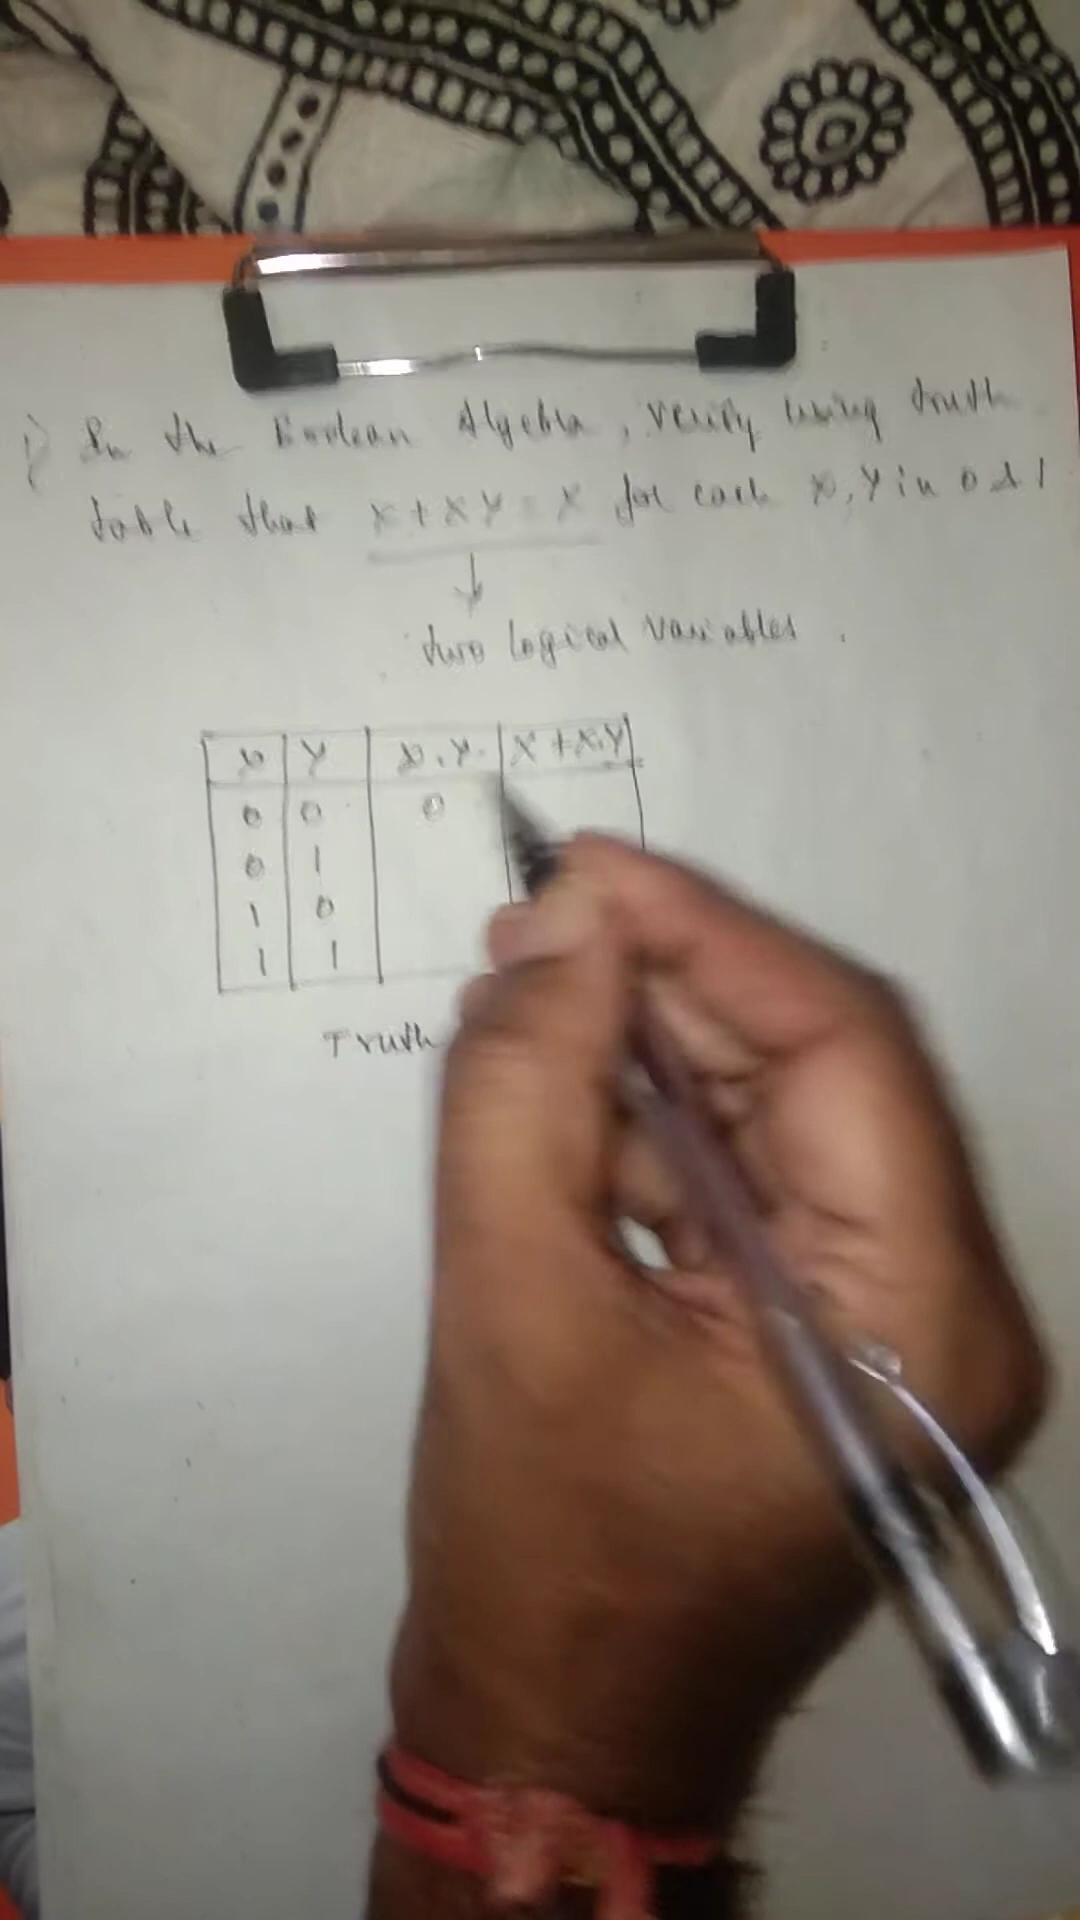 1) In the Boolean Algebra, verify using truth
table that X + X Y = X for each X, Y in 0 & 1
↓
two logical variables.
X Y X.Y. X + X.Y
0 0 0
0 1
1 0
1 1
Truth